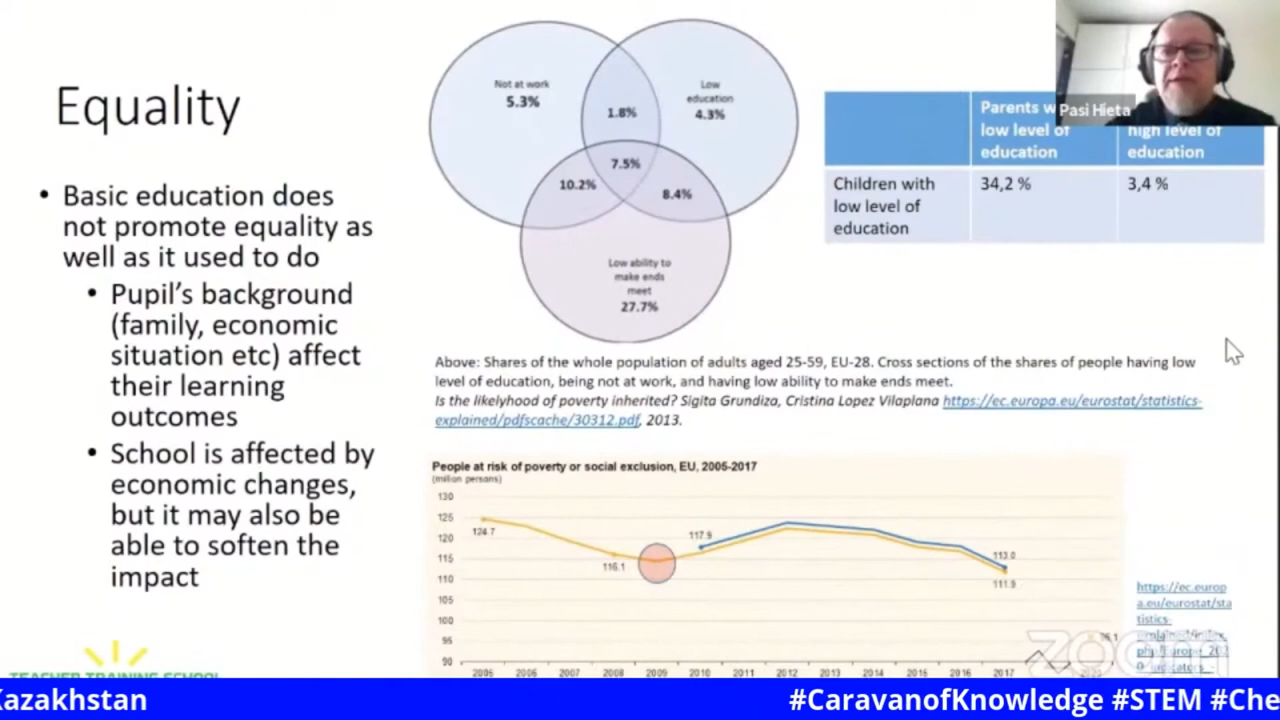 Equality
• Basic education does
not promote equality as
well as it used to do
• Pupil's background
(family, economic
situation etc) affect
their learning
outcomes
• School is affected by
economic changes,
but it may also be
able to soften the
impact
TEACHER TRAINING SCHOOL
Not at work
5.3%
1.8%
Low
education
4.3%
7.5%
10.2%
8.4%
Low ability to
make ends
meet
27.7%
Parents
low level of
education
high level of
education
Children with
low level of
education
34,2 %
3,4 %
Pasi Hieta
Above: Shares of the whole population of adults aged 25-59, EU-28. Cross sections of the shares of people having low
level of education, being not at work, and having low ability to make ends meet.
Is the likelyhood of poverty inherited? Sigita Grundiza, Cristina Lopez Vilaplana https://ec.europa.eu/eurostat/statistics-
explained/pdfscache/30312.pdf, 2013.
People at risk of poverty or social exclusion, EU, 2005-2017
(million persons)
130
125
120
115
110
105
100
95
90
124.7
116.1
117.9
113.0
111.9
2005 2006 2007 2008 2009 2010 2011 2012 2013 2014 2015 2016 2017
https://ec.europ
a.eu/eurostat/sta
tistics-
explained/index.
php/Europe_202
0_indicators_-
zoom
Kazakhstan
#CaravanofKnowledge #STEM #Che